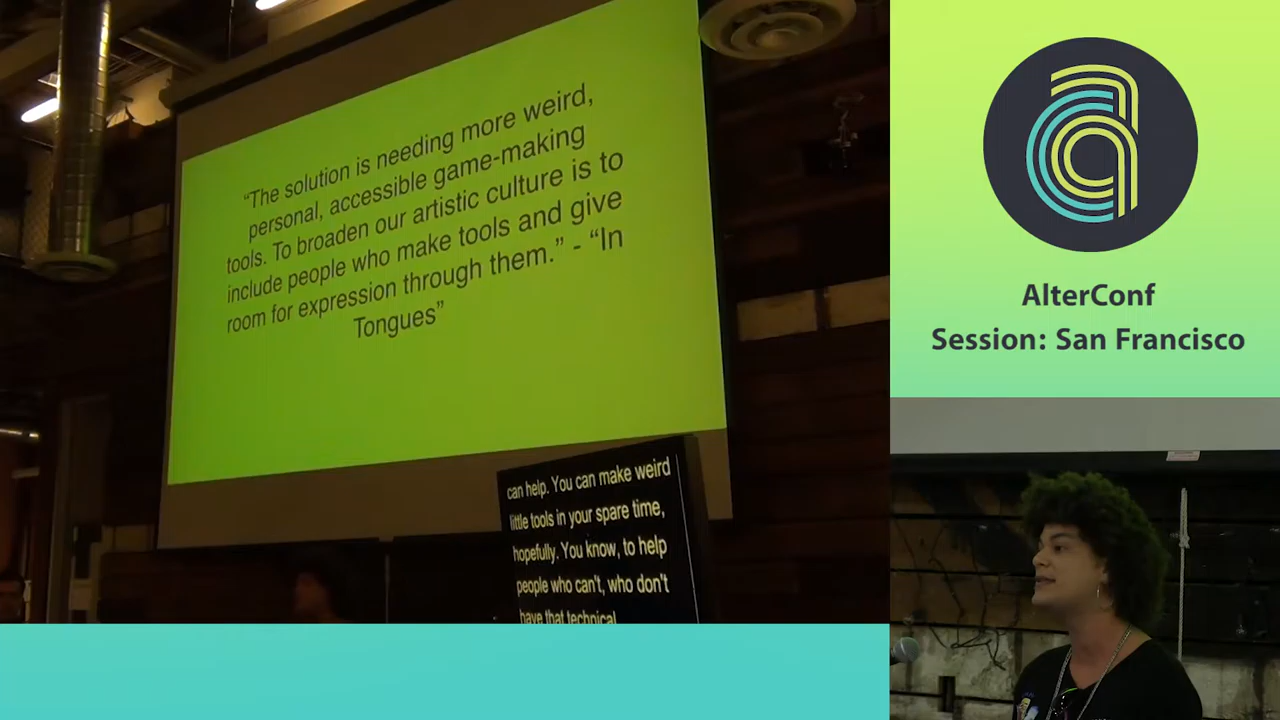 “The solution is needing more weird,
personal, accessible game-making
tools. To broaden our artistic culture is to
include people who make tools and give
room for expression through them.” - “In
Tongues”
can help. You can make weird
little tools in your spare time,
hopefully. You know, to help
people who can't, who don't
have that technical
AlterConf
Session: San Francisco